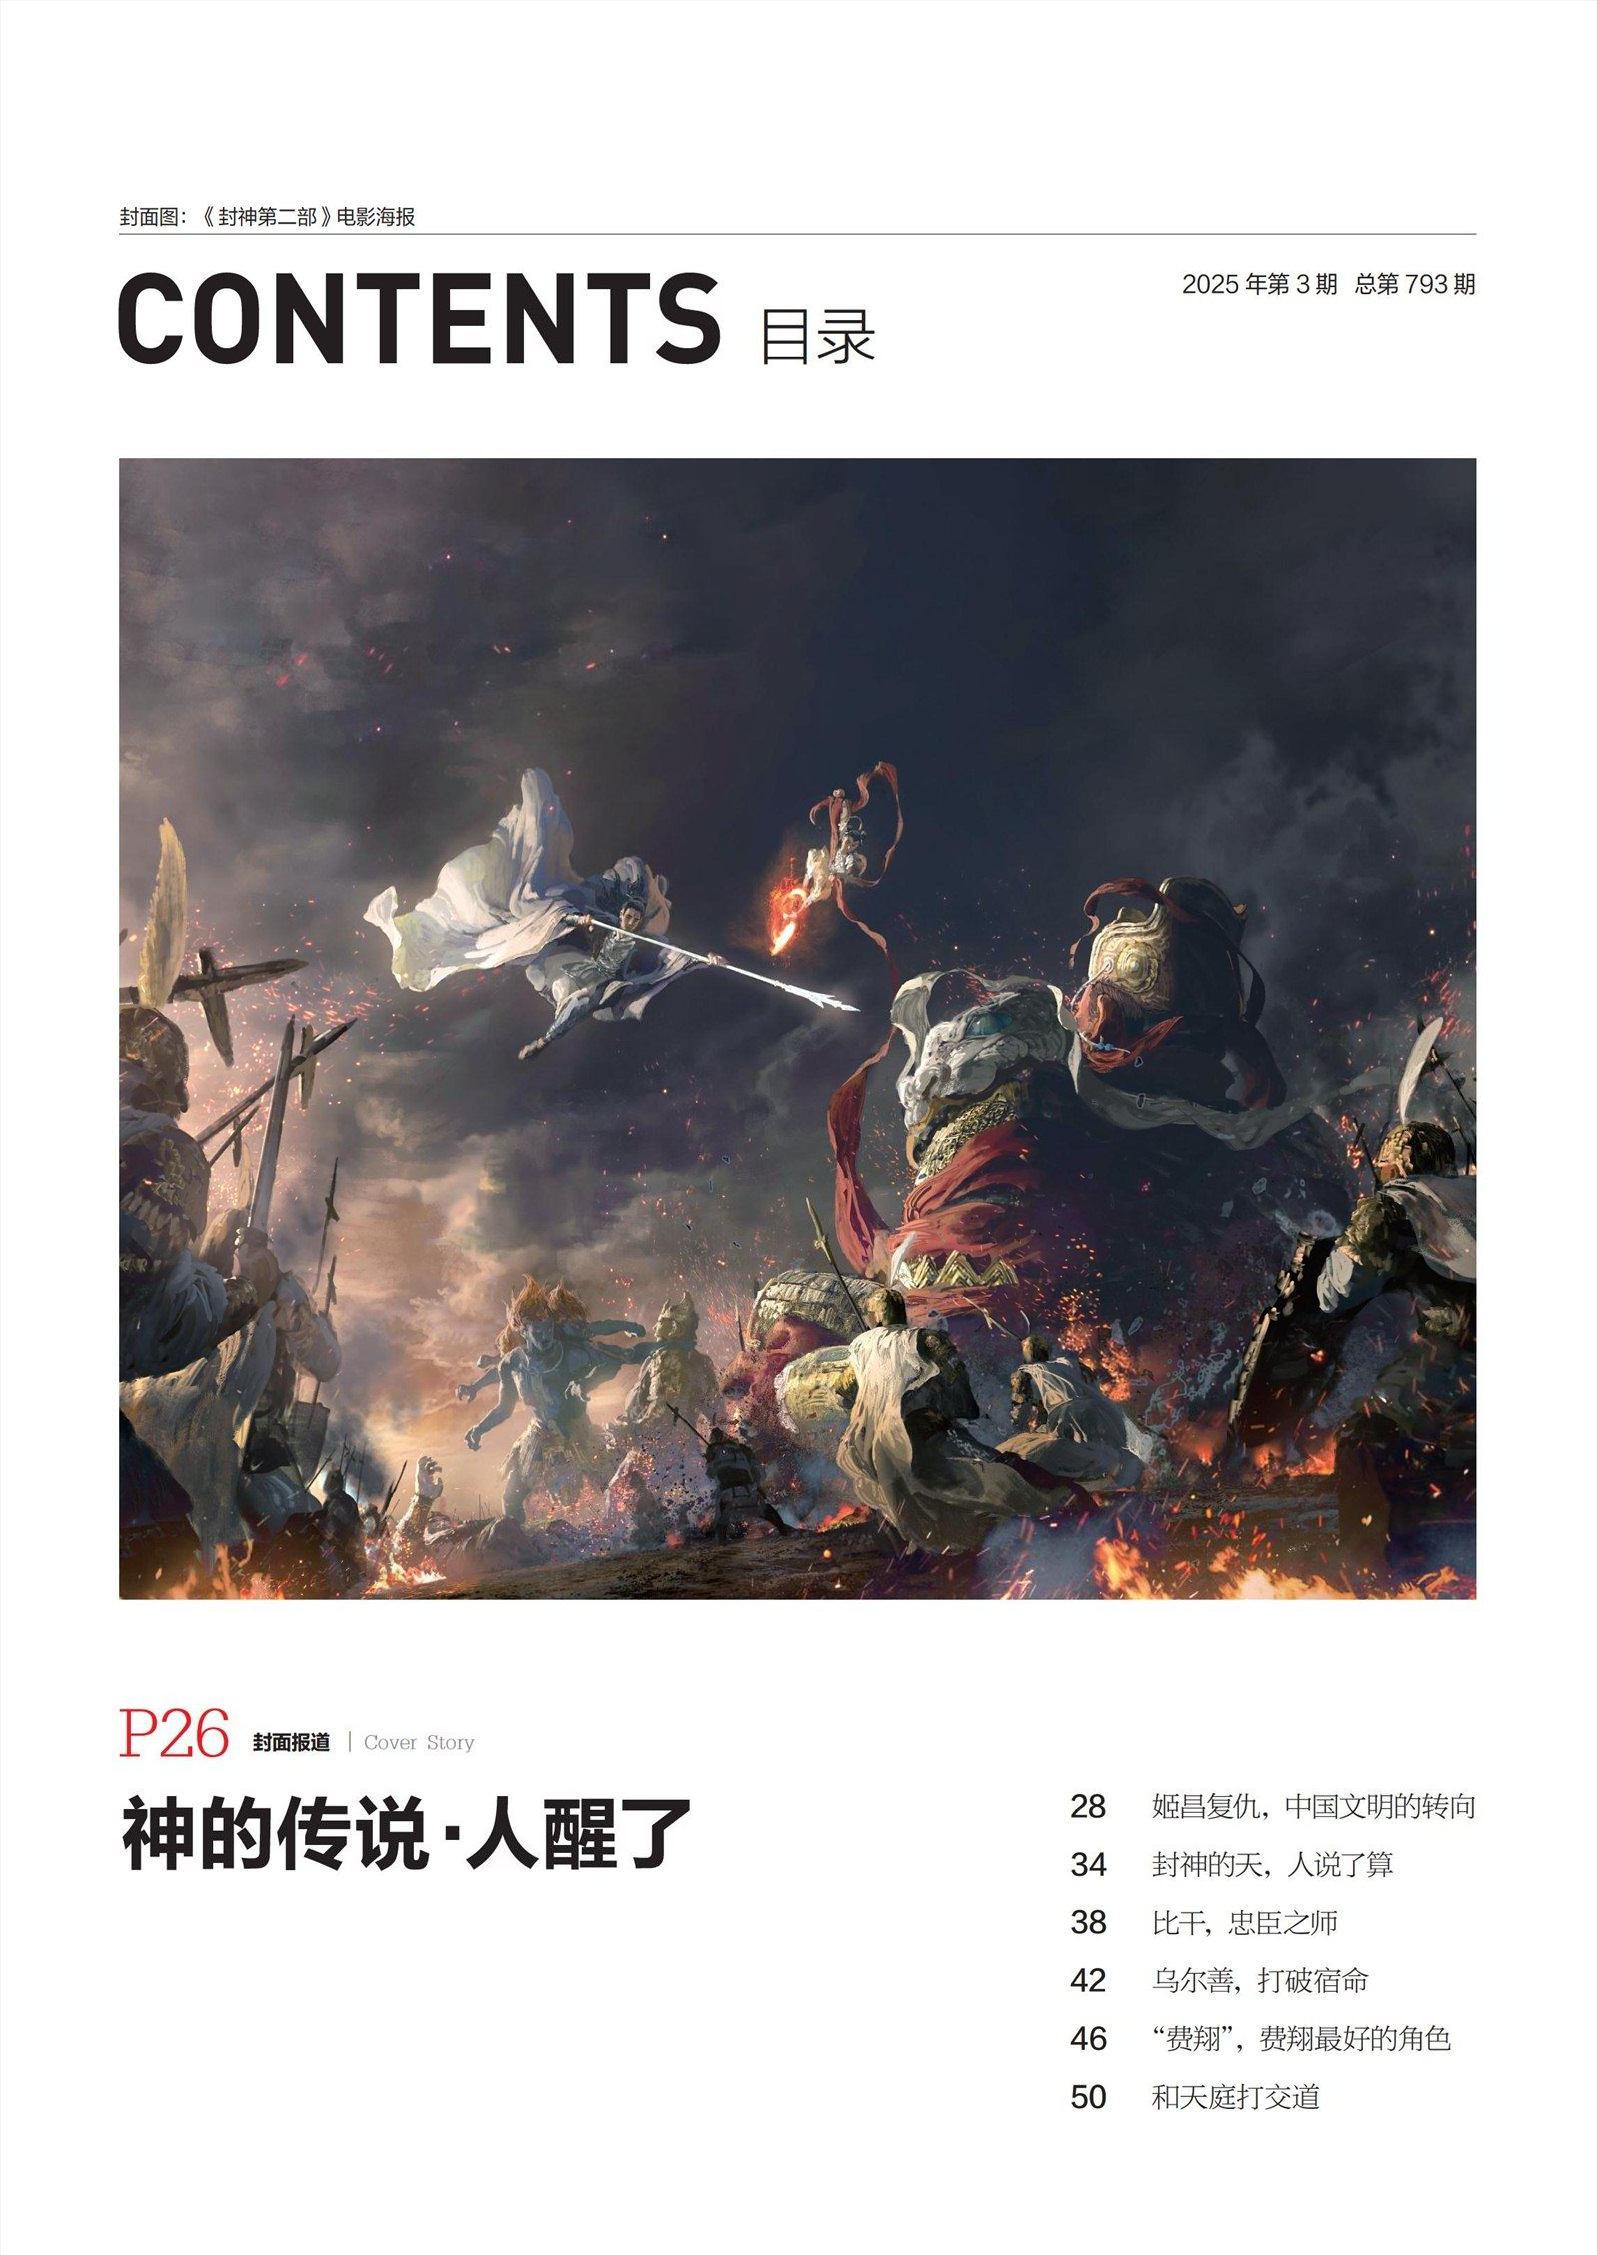 封面图：《封神第二部》电影海报
CONTENTS 目录
2025 年第 3 期 总第 793 期
P26 封面报道 | Cover Story
神的传说·人醒了
28 姬昌复仇，中国文明的转向
34 封神的天，人说了算
38 比干，忠臣之师
42 乌尔善，打破宿命
46 “费翔”，费翔最好的角色
50 和天庭打交道